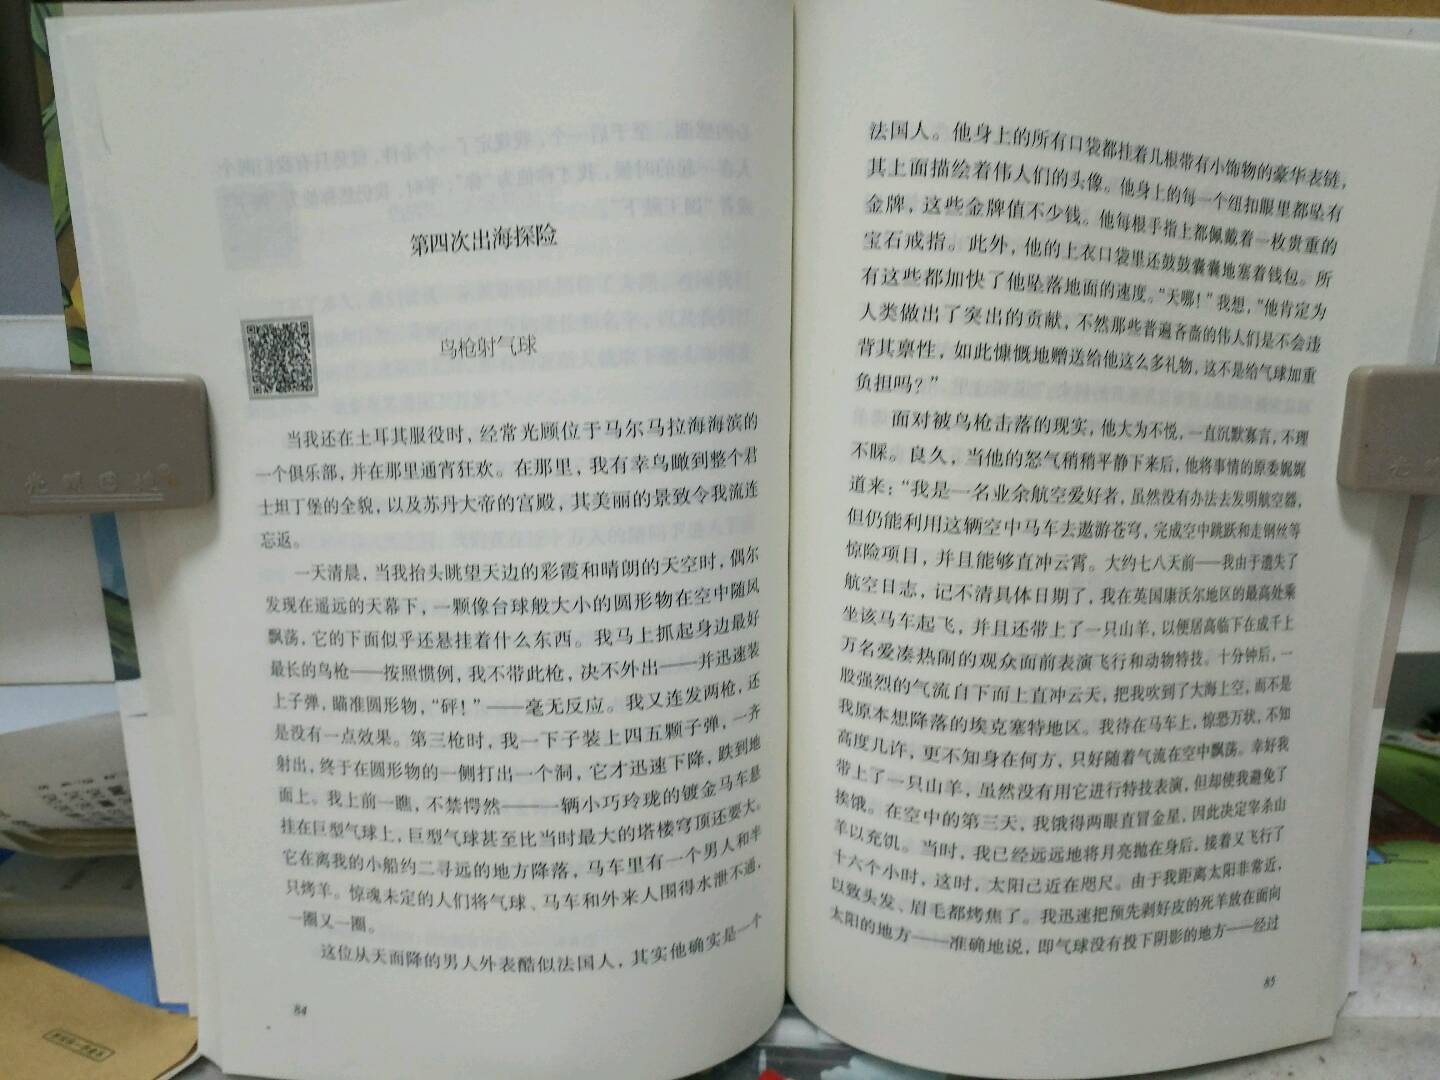 第四次出海探险
鸟枪射气球
当我还在土耳其服役时，经常光顾位于马尔马拉海海滨的
一个俱乐部，并在那里通宵狂欢。在那里，我有幸鸟瞰到整个君
士坦丁堡的全貌，以及苏丹大帝的宫殿，其美丽的景致令我流连
忘返。
一天清晨，当我抬头眺望天边的彩霞和晴朗的天空时，偶尔
发现在遥远的天幕下，一颗像台球般大小的圆形物在空中随风
飘荡，它的下面似乎还悬挂着什么东西。我马上抓起身边最好
最长的鸟枪——按照惯例，我不带此枪，决不外出——并迅速装
上子弹，瞄准圆形物，“砰！”——毫无反应。我又连发两枪，还
是没有一点效果。第三枪时，我一下子装上四五颗子弹，一齐
射出，终于在圆形物的一侧打出一个洞，它才迅速下降，跌到地
面上。我上前一瞧，不禁愕然——一辆小巧玲珑的镀金马车悬
挂在巨型气球上，巨型气球甚至比当时最大的塔楼穹顶还要大。
它在离我的小船约二寻远的地方降落，马车里有一个男人和半
只烤羊。惊魂未定的人们将气球、马车和外来人围得水泄不通，
一圈又一圈。
这位从天而降的男人外表酷似法国人，其实他确实是一个
84
法国人。他身上的所有口袋都挂着几根带有小饰物的豪华表链，
其上面描绘着伟人们的头像。他身上的每一个纽扣眼里都坠有
金牌，这些金牌值不少钱。他每根手指上都佩戴着一枚贵重的
宝石戒指。此外，他的上衣口袋里还鼓鼓囊囊地塞着钱包。所
有这些都加快了他坠落地面的速度。“天哪！”我想，“他肯定为
人类做出了突出的贡献，不然那些普遍吝啬的伟人们是不会违
背其禀性，如此慷慨地赠送给他这么多礼物，这不是给气球加重
负担吗？”
面对被鸟枪击落的现实，他大为不悦，一直沉默寡言，不理
不睬。良久，当他的怒气稍稍平静下来后，他将事情的原委娓娓
道来：“我是一名业余航空爱好者，虽然没有办法去发明航空器，
但仍能利用这辆空中马车去遨游苍穹，完成空中跳跃和走钢丝等
惊险项目，并且能够直冲云霄。大约七八天前——我由于遗失了
航空日志，记不清具体日期了，我在英国康沃尔地区的最高处乘
坐该马车起飞，并且还带上了一只山羊，以便居高临下在成千上
万名爱凑热闹的观众面前表演飞行和动物特技。十分钟后，一
股强烈的气流自下而上直冲云天，把我吹到了大海上空，而不是
我原本想降落的埃克塞特地区。我待在马车上，惊恐万状，不知
高度几许，更不知身在何方，只好随着气流在空中飘荡。幸好我
带上了一只山羊，虽然没有用它进行特技表演，但却使我避免了
挨饿。在空中的第三天，我饿得两眼直冒金星，因此决定宰杀山
羊以充饥。当时，我已经远远地将月亮抛在身后，接着又飞行了
十六个小时，这时，太阳已近在咫尺。由于我距离太阳非常近，
以致头发、眉毛都烤焦了。我迅速把预先剥好皮的死羊放在面向
太阳的地方——准确地说，即气球没有投下阴影的地方——经过
85